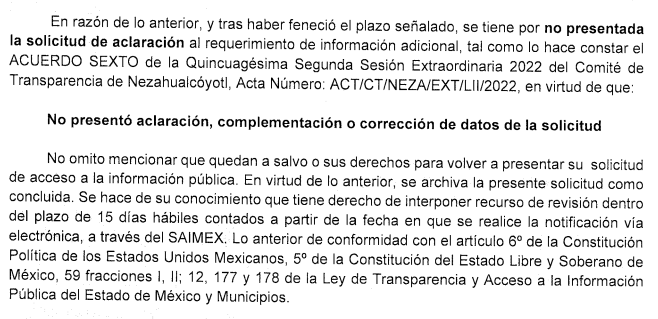 En razón de lo anterior, y tras haber feneció el plazo señalado, se tiene por no presentada
la solicitud de aclaración al requerimiento de información adicional, tal como lo hace constar el
ACUERDO SEXTO de la Quincuagésima Segunda Sesión Extraordinaria 2022 del Comité de
Transparencia de Nezahualcóyotl, Acta Número: ACT/CT/NEZA/EXT/LII/2022, en virtud de que:
No presentó aclaración, complementación o corrección de datos de la solicitud
No omito mencionar que quedan a salvo o sus derechos para volver a presentar su solicitud
de acceso a la información pública. En virtud de lo anterior, se archiva la presente solicitud como
concluida. Se hace de su conocimiento que tiene derecho de interponer recurso de revisión dentro
del plazo de 15 días hábiles contados a partir de la fecha en que se realice la notificación vía
electrónica, a través del SAIMEX. Lo anterior de conformidad con el artículo 6º de la Constitución
Política de los Estados Unidos Mexicanos, 5º de la Constitución del Estado Libre y Soberano de
México, 59 fracciones I, II; 12, 177 y 178 de la Ley de Transparencia y Acceso a la Información
Pública del Estado de México y Municipios.